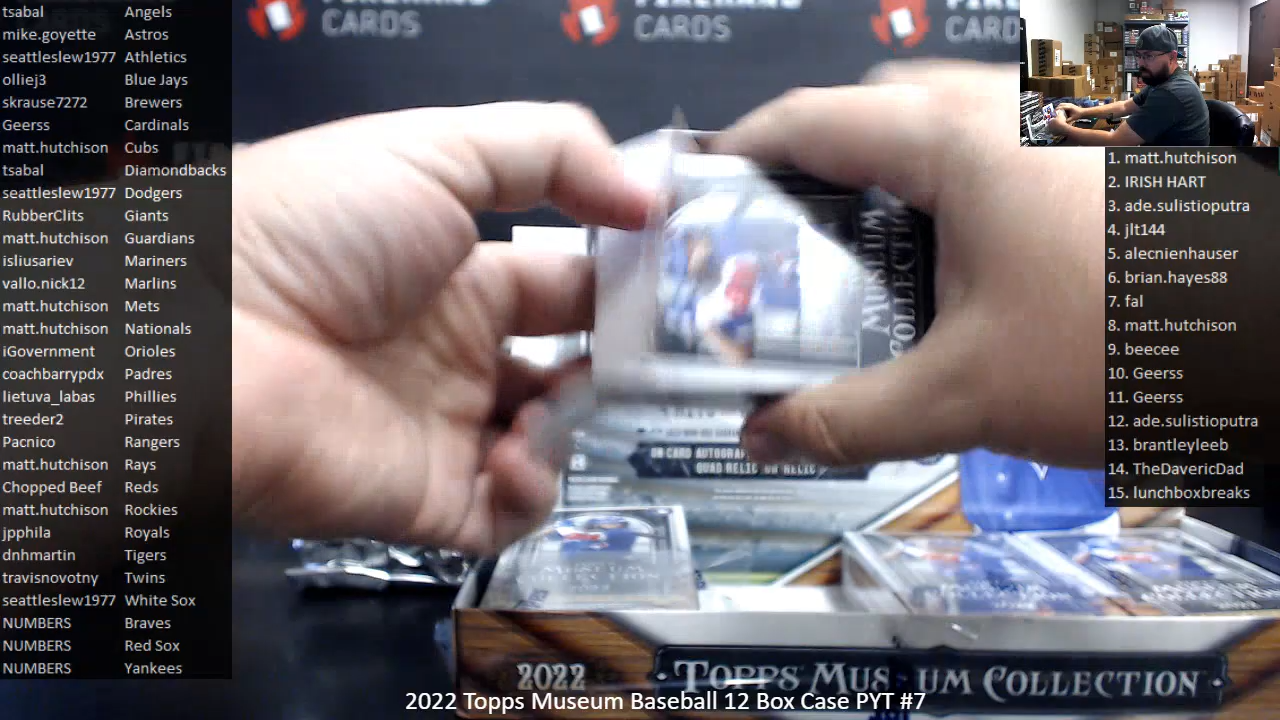 tsabal Angels
mike.goyette Astros
seattleslew1977 Athletics
olliej3 Blue Jays
skrause7272 Brewers
Geerss Cardinals
matt.hutchison Cubs
tsabal Diamondbacks
seattleslew1977 Dodgers
RubberClits Giants
matt.hutchison Guardians
isliusariev Mariners
vallo.nick12 Marlins
matt.hutchison Mets
matt.hutchison Nationals
iGovernment Orioles
coachbarrypdx Padres
lietuva_labas Phillies
treeder2 Pirates
Pacnico Rangers
matt.hutchison Rays
Chopped Beef Reds
matt.hutchison Rockies
jpphila Royals
dnhmartin Tigers
travisnovotny Twins
seattleslew1977 White Sox
NUMBERS Braves
NUMBERS Red Sox
NUMBERS Yankees
CARDS
CARDS
CARD
MUSEUM
COLLECTION
ON CARD AUTOGRAPH
QUAD RELIC OR RELIC
MUSEUM
COLLECTION
2022
2022 TOPPS MUSEUM COLLECTION
2022 Topps Museum Baseball 12 Box Case PYT #7
1. matt.hutchison
2. IRISH HART
3. ade.sulistioputra
4. jlt144
5. alecnienhauser
6. brian.hayes88
7. fal
8. matt.hutchison
9. beecee
10. Geerss
11. Geerss
12. ade.sulistioputra
13. brantleyleeb
14. TheDavericDad
15. lunchboxbreaks